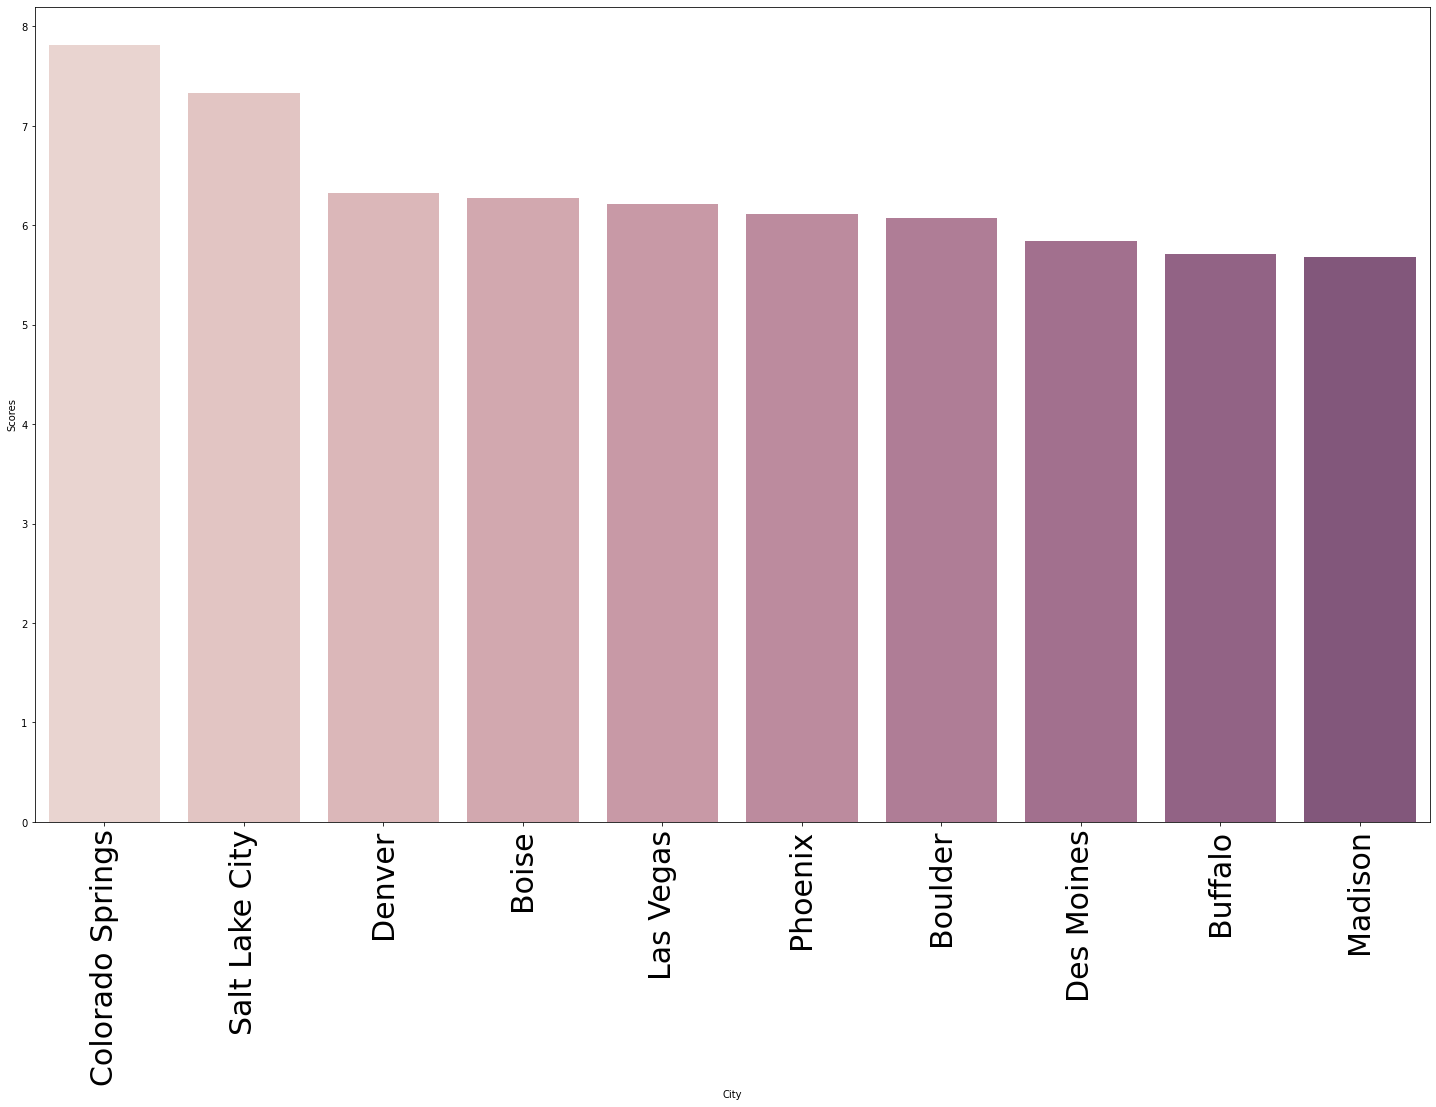 8
7
6
5
4
3
2
1
0
Scores
Colorado Springs
Salt Lake City
Denver
Boise
Las Vegas
Phoenix
Boulder
Des Moines
Buffalo
Madison
City